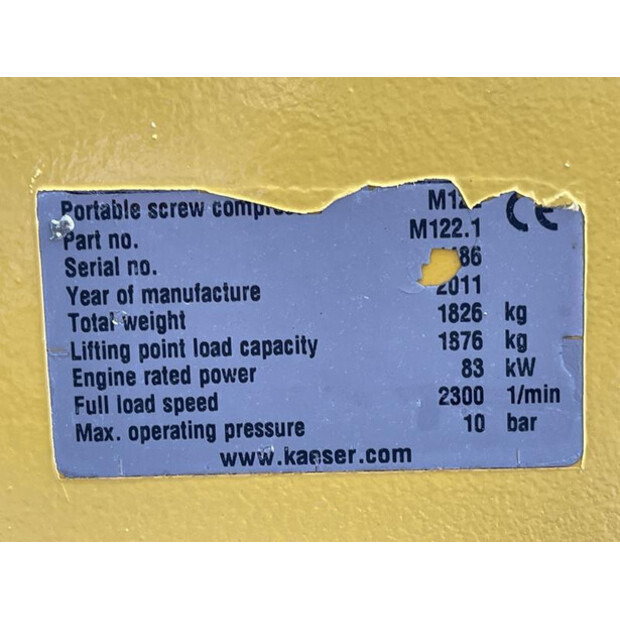 Portable screw M12
CE
Part no. M122.1
Serial no. 186
Year of manufacture 2011
Total weight 1826 kg
Lifting point load capacity 1876 kg
Engine rated power 83 kW
Full load speed 2300 1/min
Max. operating pressure 10 bar
www.kaeser.com